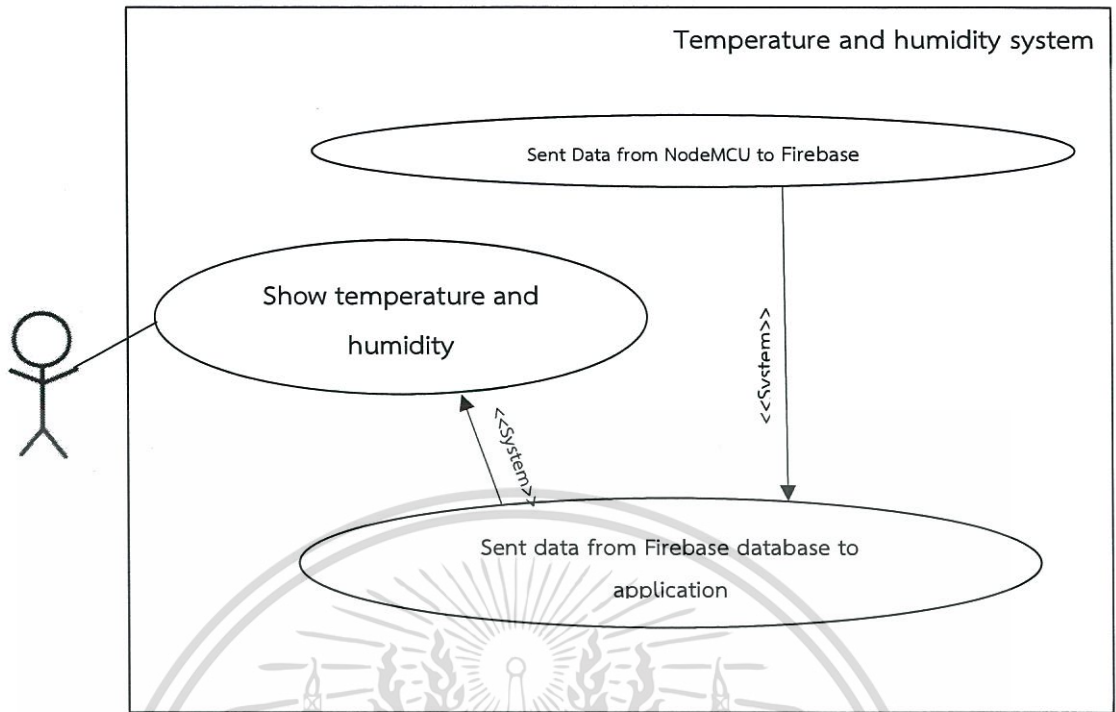 Temperature and humidity system
Sent Data from NodeMCU to Firebase
Show temperature and
humidity
<<System>>
<<System>>
Sent data from Firebase database to
application